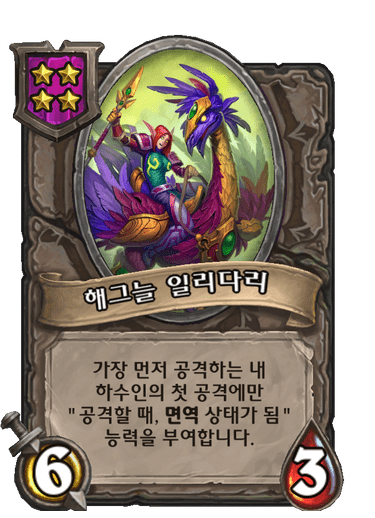 해그늘 일리다리
가장 먼저 공격하는 내
하수인의 첫 공격에만
"공격할 때, 면역 상태가 됨"
능력을 부여합니다.
6
3